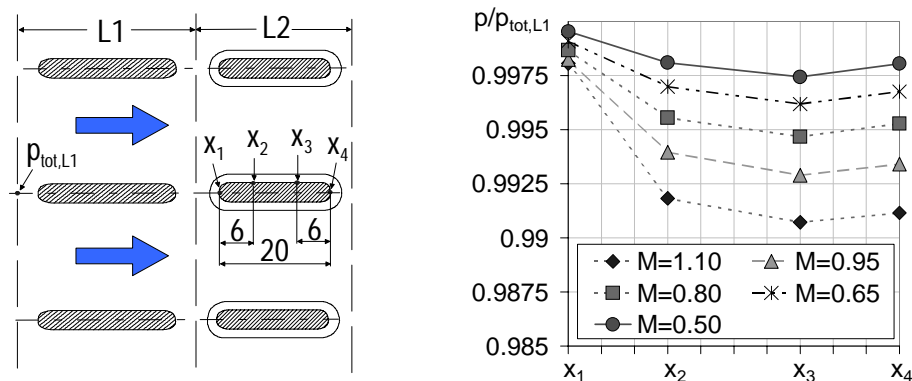 L1
L2
p_tot,L1
x₁
x₂
x₃
x₄
6
6
20
p/p_tot,L1
0.9975
0.995
0.9925
0.99
0.9875
0.985
M=1.10
M=0.95
M=0.80
M=0.65
M=0.50
x₁
x₂
x₃
x₄